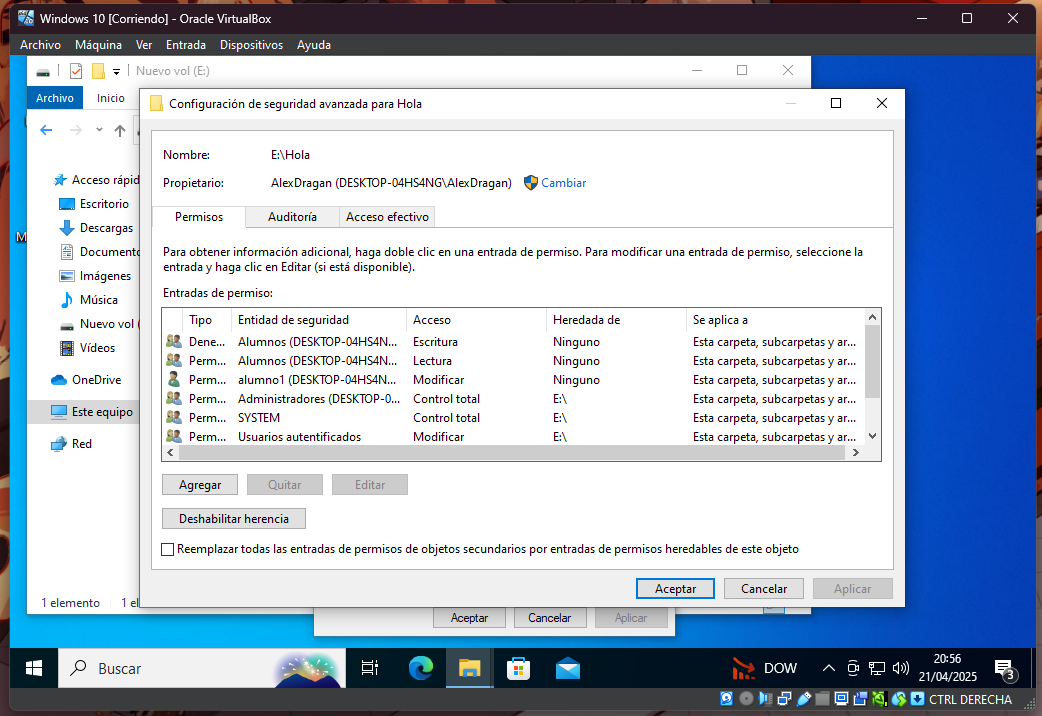 Windows 10 [Corriendo] - Oracle VirtualBox
Archivo Máquina Ver Entrada Dispositivos Ayuda
Nuevo vol (E:)
Archivo Inicio
Configuración de seguridad avanzada para Hola
Nombre: E:\Hola
Propietario: AlexDragan (DESKTOP-04HS4NG\AlexDragan) Cambiar
Permisos Auditoría Acceso efectivo
Para obtener información adicional, haga doble clic en una entrada de permiso. Para modificar una entrada de permiso, seleccione la
entrada y haga clic en Editar (si está disponible).
Entradas de permiso:
Tipo Entidad de seguridad Acceso Heredada de Se aplica a
Dene... Alumnos (DESKTOP-04HS4N... Escritura Ninguno Esta carpeta, subcarpetas y ar...
Perm... Alumnos (DESKTOP-04HS4N... Lectura Ninguno Esta carpeta, subcarpetas y ar...
Perm... alumno1 (DESKTOP-04HS4N... Modificar Ninguno Esta carpeta, subcarpetas y ar...
Perm... Administradores (DESKTOP-0... Control total E:\ Esta carpeta, subcarpetas y ar...
Perm... SYSTEM Control total E:\ Esta carpeta, subcarpetas y ar...
Perm... Usuarios autentificados Modificar E:\ Esta carpeta, subcarpetas y ar...
Agregar Quitar Editar
Deshabilitar herencia
Reemplazar todas las entradas de permisos de objetos secundarios por entradas de permisos heredables de este objeto
Aceptar Cancelar Aplicar
Acceso rápid
Escritorio
Descargas
Documento
Imágenes
Música
Nuevo vol (
Vídeos
OneDrive
Este equipo
Red
M
1 elemento 1 el
Aceptar Cancelar Aplicar
Buscar
DOW
20:56
21/04/2025
3
CTRL DERECHA